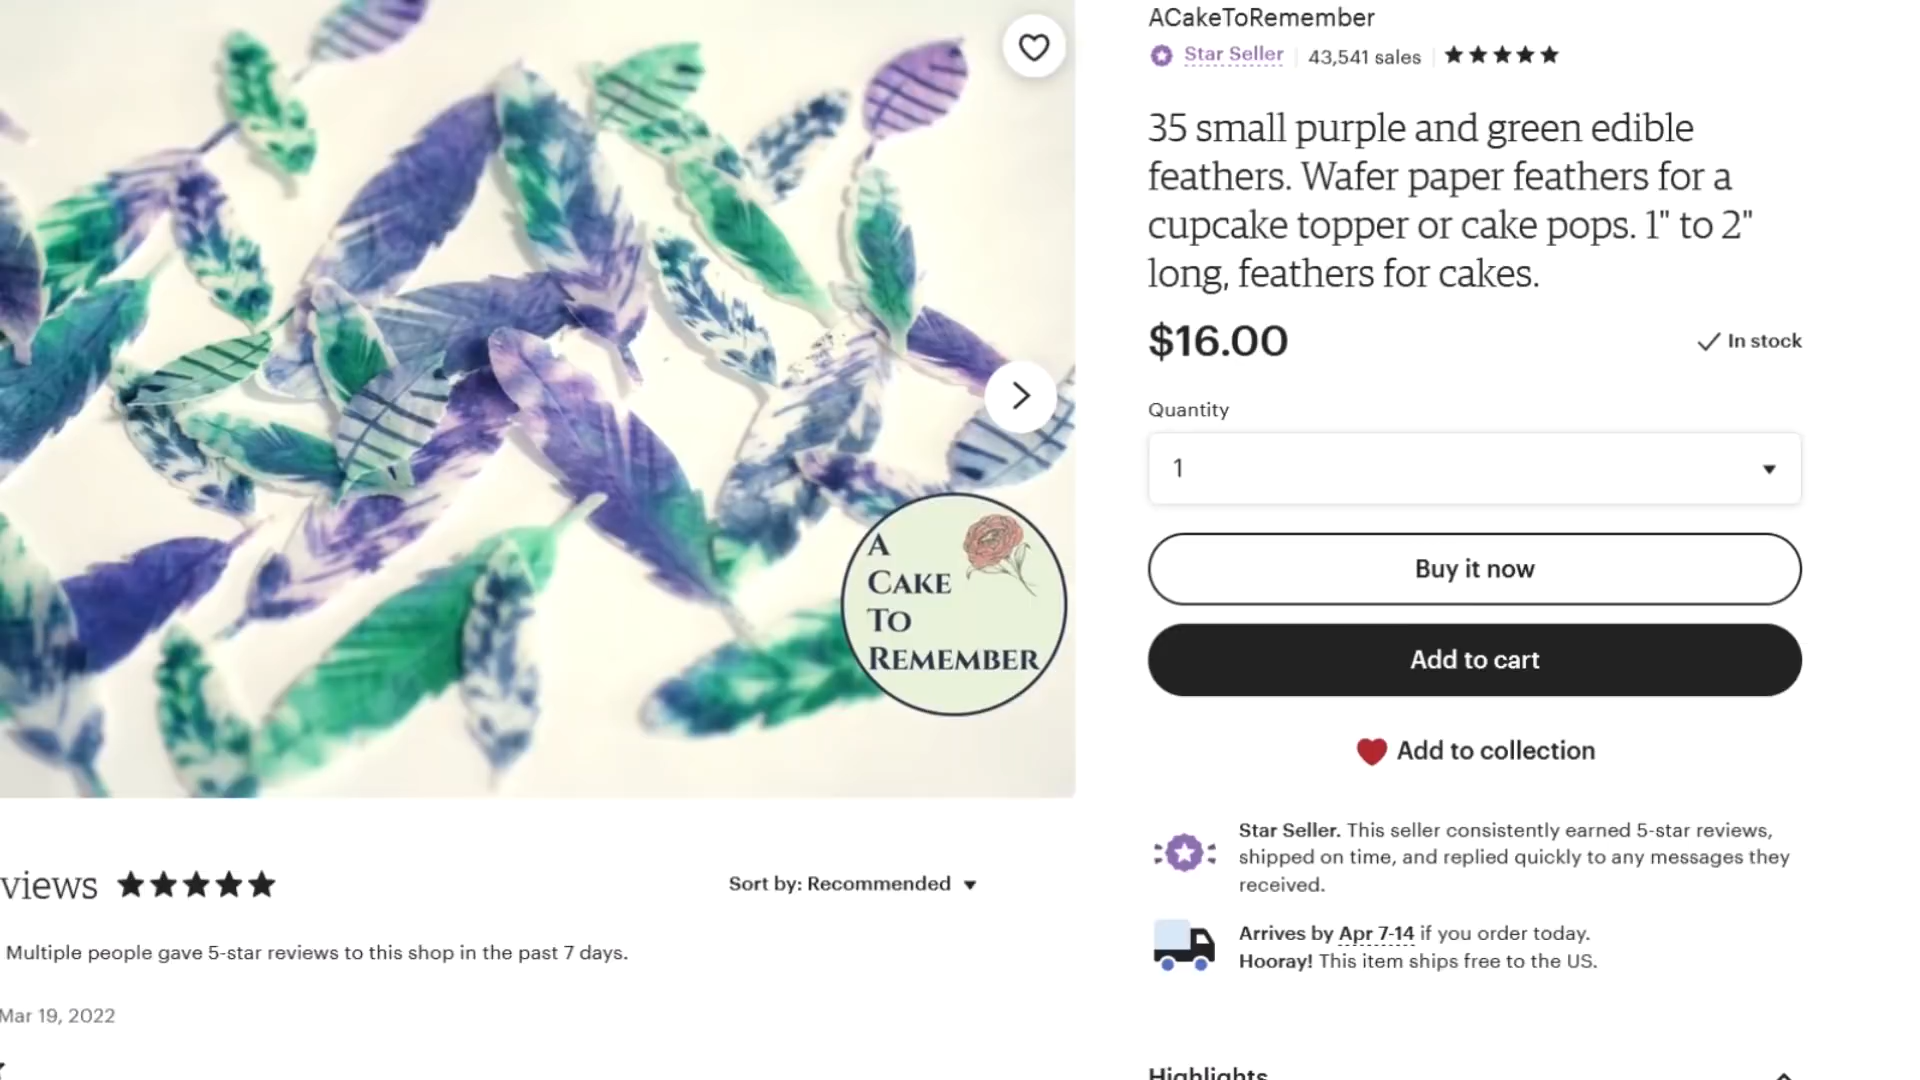 ACakeToRemember
Star Seller
43,541 sales
35 small purple and green edible
feathers. Wafer paper feathers for a
cupcake topper or cake pops. 1" to 2"
long, feathers for cakes.
$16.00
In stock
Quantity
1
Buy it now
Add to cart
Add to collection
Star Seller. This seller consistently earned 5-star reviews,
shipped on time, and replied quickly to any messages they
received.
Arrives by Apr 7-14 if you order today.
Hooray! This item ships free to the US.
Highlights
A
CAKE
TO
REMEMBER
views
Sort by: Recommended
Multiple people gave 5-star reviews to this shop in the past 7 days.
Mar 19, 2022